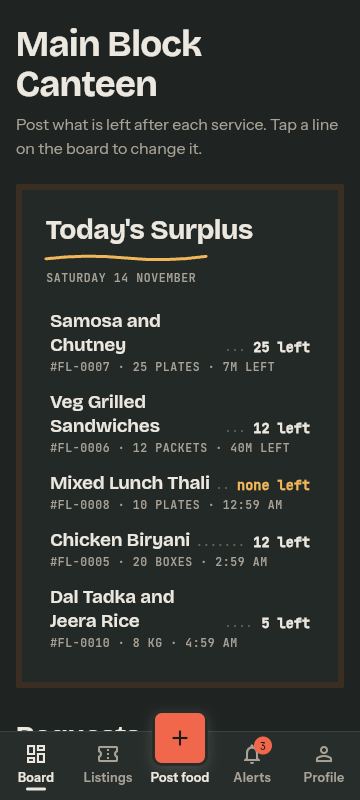 Main Block
Canteen
Post what is left after each service. Tap a line
on the board to change it.
Today's Surplus
SATURDAY 14 NOVEMBER
Samosa and
Chutney ... 25 left
#FL-0007 · 25 PLATES · 7M LEFT
Veg Grilled
Sandwiches ... 12 left
#FL-0006 · 12 PACKETS · 40M LEFT
Mixed Lunch Thali .. none left
#FL-0008 · 10 PLATES · 12:59 AM
Chicken Biryani ....... 12 left
#FL-0005 · 20 BOXES · 2:59 AM
Dal Tadka and
Jeera Rice .... 5 left
#FL-0010 · 8 KG · 4:59 AM
Requests
+
3
Board Listings Post food Alerts Profile